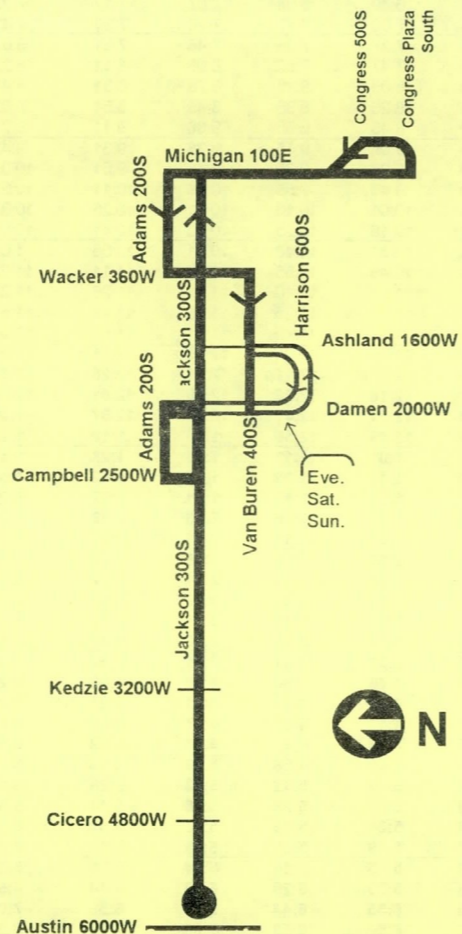 Congress 500S
Congress Plaza
South
Michigan 100E
Adams 200S
Harrison 600S
Wacker 360W
ackson 300S
Ashland 1600W
Adams 200S
Damen 2000W
Van Buren 400S
Campbell 2500W
Eve.
Sat.
Sun.
Jackson 300S
Kedzie 3200W
N
Cicero 4800W
Austin 6000W